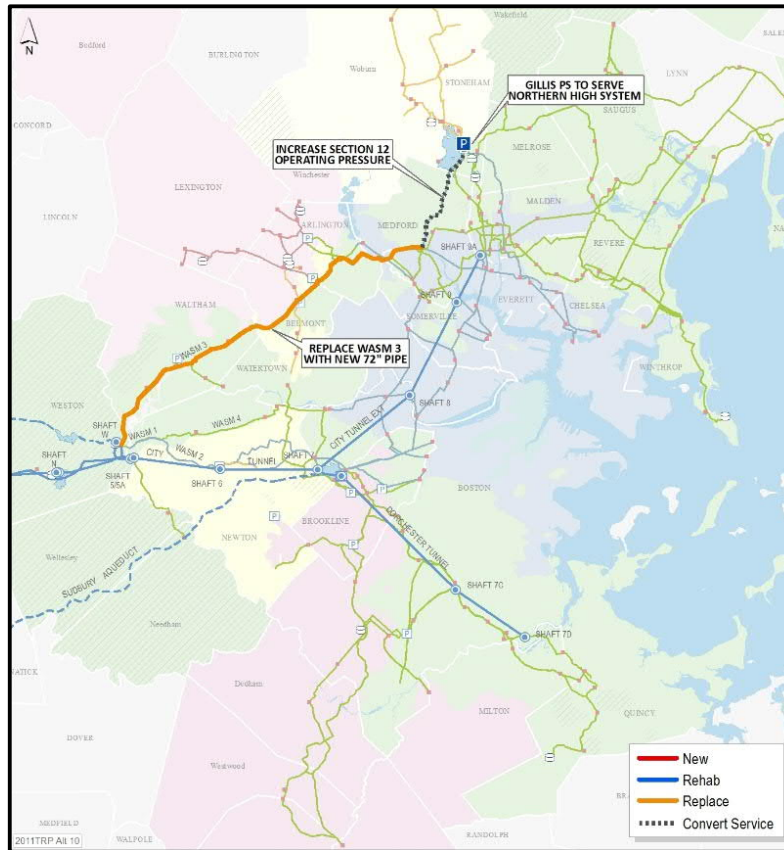 N
Bedford
BURLINGTON
Woburn
Wakefield
STONEHAM
LYNN
SAUGUS
GILLIS PS TO SERVE
NORTHERN HIGH SYSTEM
P
CONCORD
INCREASE SECTION 12
OPERATING PRESSURE
MELROSE
Winchester
LEXINGTON
ARLINGTON
MEDFORD
MALDEN
LINCOLN
REVERE
SHAFT 9A
P
P
WALTHAM
SHAFT 9
EVERETT
CHELSEA
SOMERVILLE
BELMONT
REPLACE WASM 3
WITH NEW 72" PIPE
P
WASM 3
WATERTOWN
WINTHROP
WESTON
SHAFT
W
WASM 1
WASM 4
SHAFT 8
CITY TUNNEL EXT
SHAFT
N
CITY
WASM 2
TUNNEL
SHAFT 7
SHAFT
5/5A
SHAFT 6
BOSTON
P
P
P
BROOKLINE
NEWTON
P
DORCHESTER TUNNEL
Wellesley
SUDBURY AQUEDUCT
SHAFT 7C
Needham
P
SHAFT 7D
NATICK
Dedham
MILTON
QUINCY
DOVER
Westwood
New
Rehab
Replace
Convert Service
MEDFIELD
WALPOLE
RANDOLPH
2011TRP Alt 10